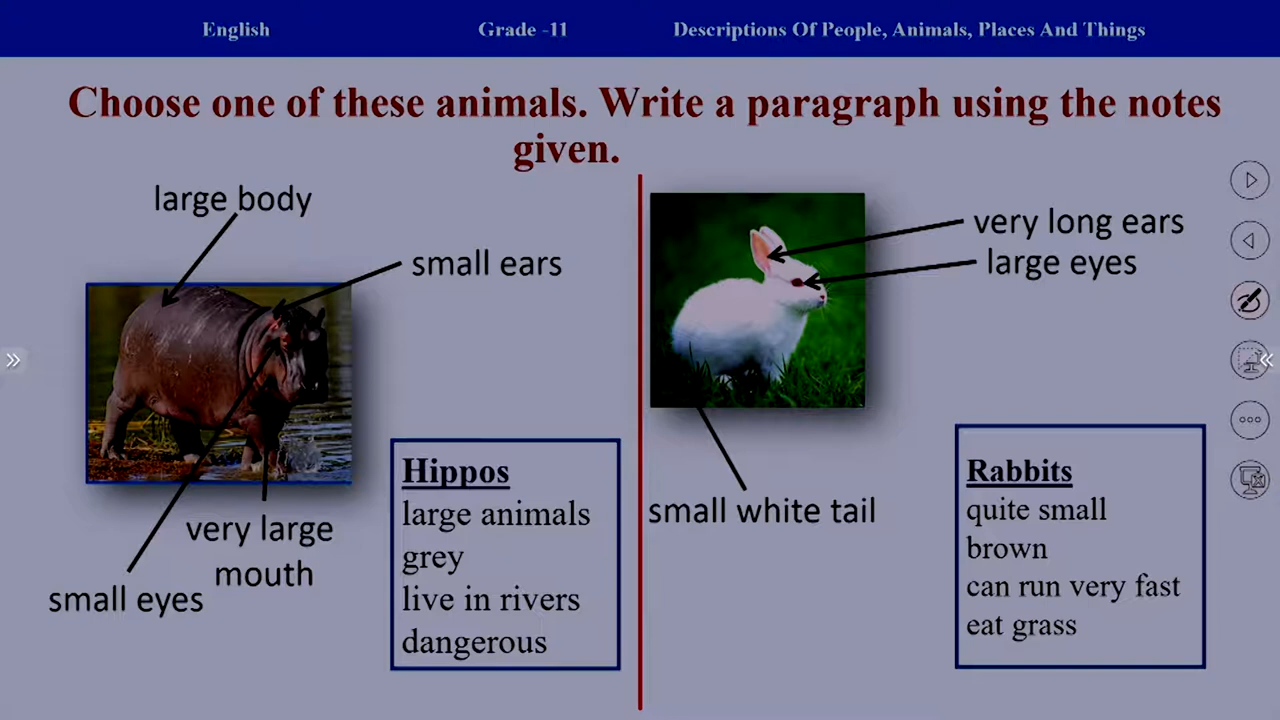 English Grade -11 Descriptions Of People, Animals, Places And Things
Choose one of these animals. Write a paragraph using the notes
given.
large body
small ears
very large
mouth
small eyes
Hippos
large animals
grey
live in rivers
dangerous
very long ears
large eyes
small white tail
Rabbits
quite small
brown
can run very fast
eat grass